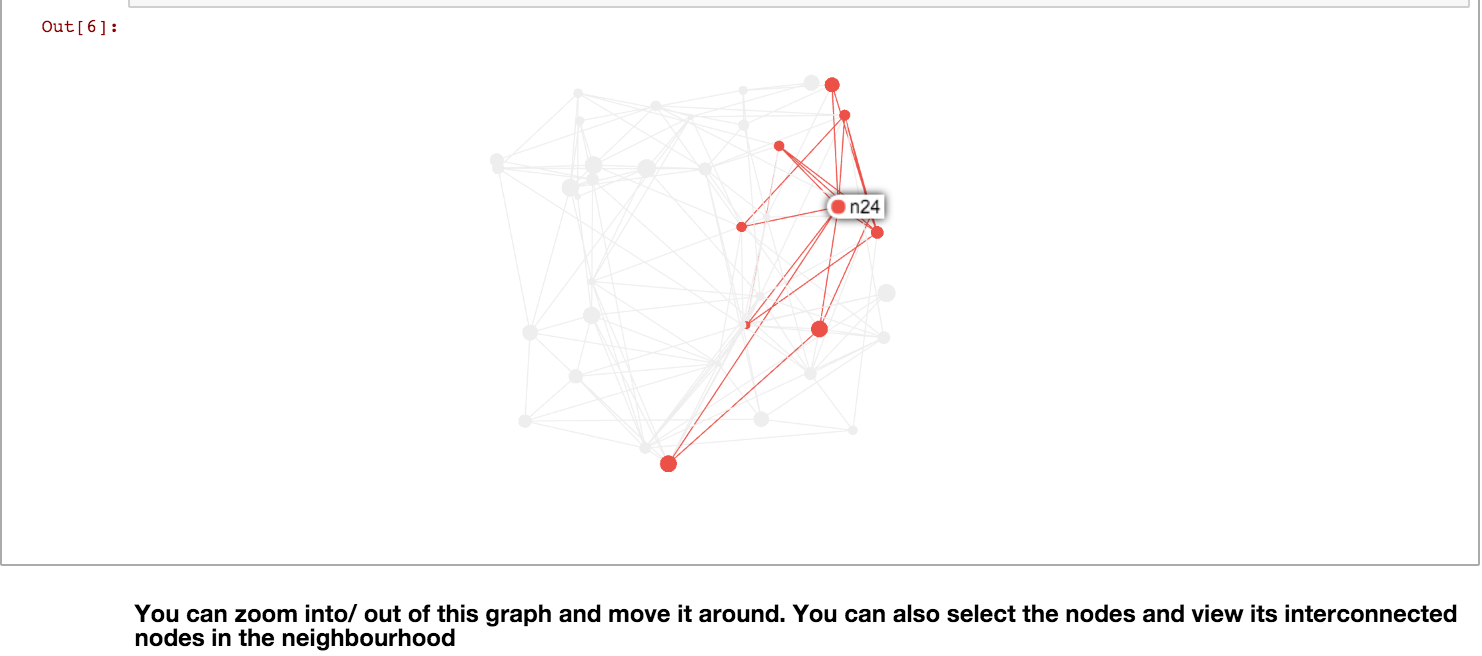 Out[6]:
n24
You can zoom into/ out of this graph and move it around. You can also select the nodes and view its interconnected
nodes in the neighbourhood